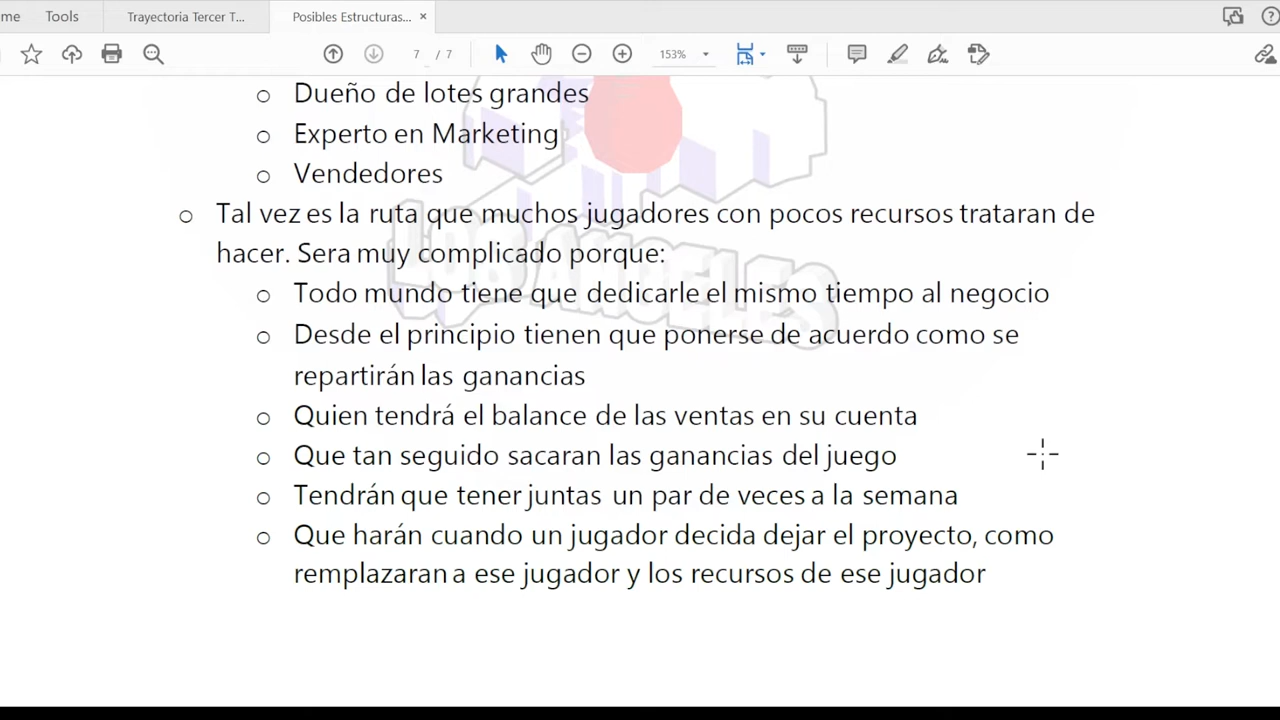 me Tools Trayectoria Tercer T... Posibles Estructuras... ×
7 / 7 153%
Dueño de lotes grandes
Experto en Marketing
Vendedores
Tal vez es la ruta que muchos jugadores con pocos recursos trataran de
hacer. Sera muy complicado porque:
Todo mundo tiene que dedicarle el mismo tiempo al negocio
Desde el principio tienen que ponerse de acuerdo como se
repartirán las ganancias
Quien tendrá el balance de las ventas en su cuenta
Que tan seguido sacaran las ganancias del juego
Tendrán que tener juntas un par de veces a la semana
Que harán cuando un jugador decida dejar el proyecto, como
remplazaran a ese jugador y los recursos de ese jugador
LOS ANGELES